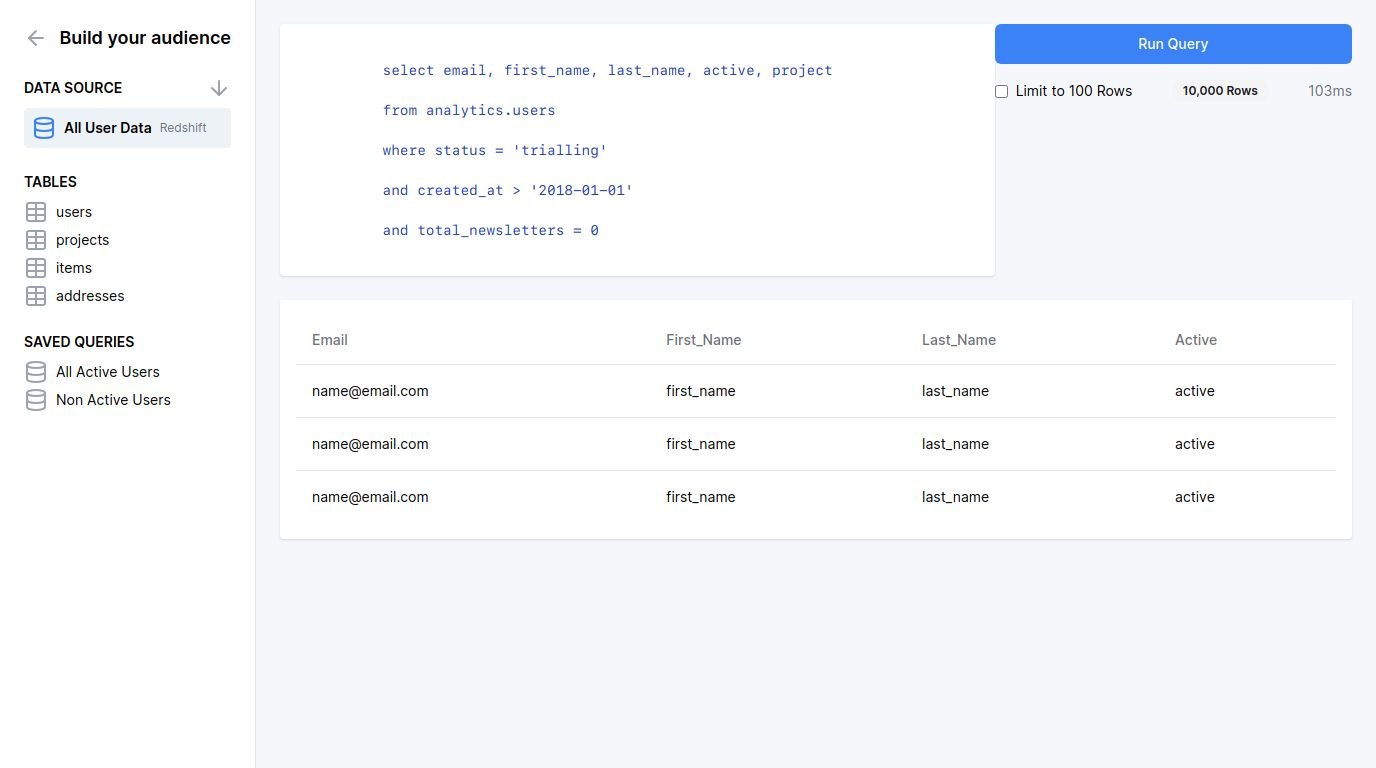 Build your audience
DATA SOURCE
All User Data Redshift
TABLES
users
projects
items
addresses
SAVED QUERIES
All Active Users
Non Active Users
select email, first_name, last_name, active, project
from analytics.users
where status = 'trialling'
and created_at > '2018-01-01'
and total_newsletters = 0
Run Query
Limit to 100 Rows 10,000 Rows 103ms
Email First_Name Last_Name Active
name@email.com first_name last_name active
name@email.com first_name last_name active
name@email.com first_name last_name active